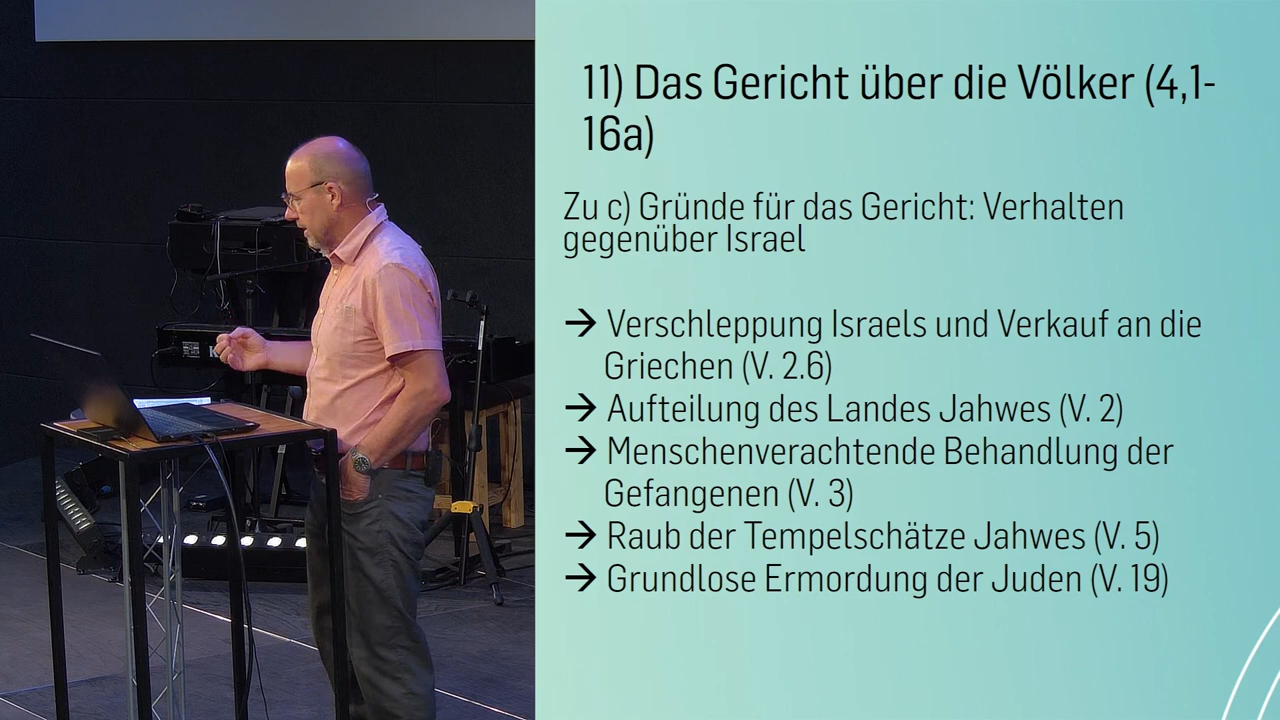 11) Das Gericht über die Völker (4,1-
16a)
Zu c) Gründe für das Gericht: Verhalten
gegenüber Israel
→ Verschleppung Israels und Verkauf an die
Griechen (V. 2.6)
→ Aufteilung des Landes Jahwes (V. 2)
→ Menschenverachtende Behandlung der
Gefangenen (V. 3)
→ Raub der Tempelschätze Jahwes (V. 5)
→ Grundlose Ermordung der Juden (V. 19)